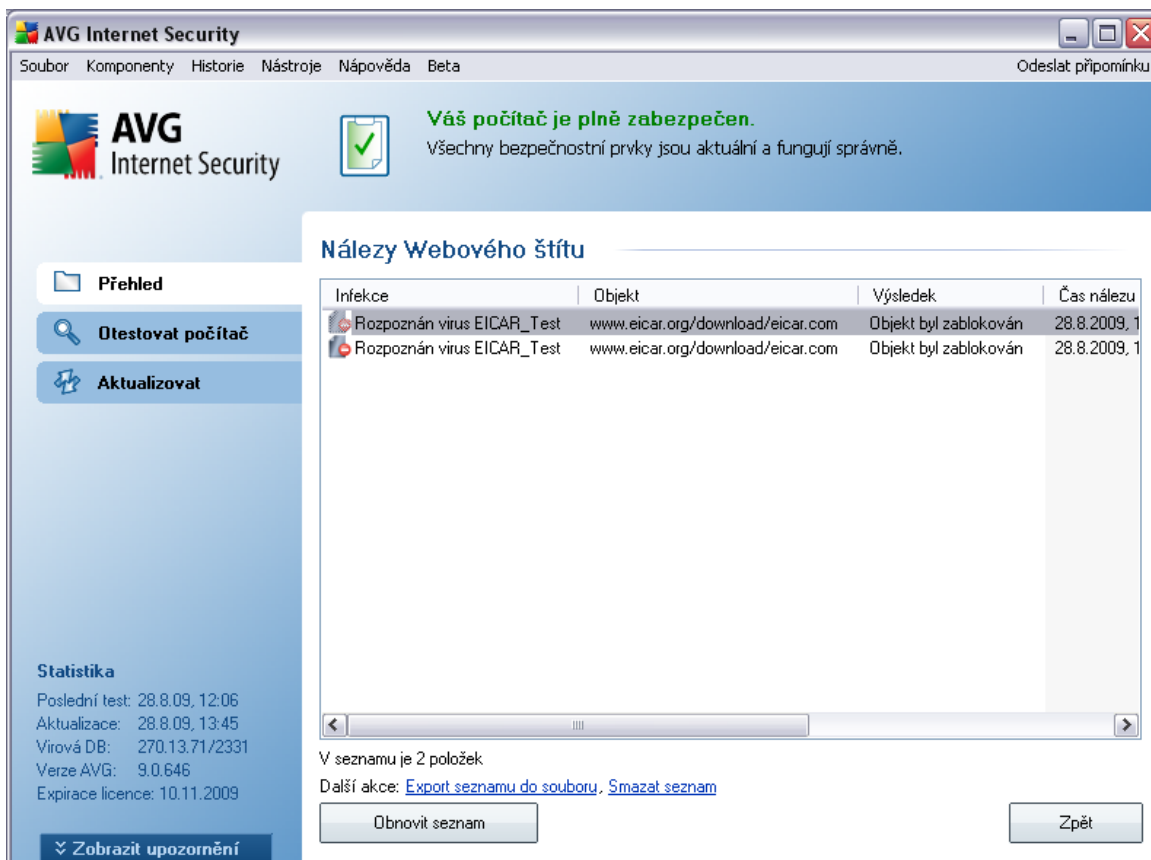 AVG Internet Security
Soubor Komponenty Historie Nástroje Nápověda Beta Odeslat připomínku
AVG
Internet Security
Váš počítač je plně zabezpečen.
Všechny bezpečnostní prvky jsou aktuální a fungují správně.
Přehled
Otestovat počítač
Aktualizovat
Nálezy Webového štítu
Infekce Objekt Výsledek Čas nálezu
Rozpoznán virus EICAR_Test www.eicar.org/download/eicar.com Objekt byl zablokován 28.8.2009, 1
Rozpoznán virus EICAR_Test www.eicar.org/download/eicar.com Objekt byl zablokován 28.8.2009, 1
V seznamu je 2 položek
Další akce: Export seznamu do souboru, Smazat seznam
Obnovit seznam Zpět
Statistika
Poslední test: 28.8.09, 12:06
Aktualizace: 28.8.09, 13:45
Virová DB: 270.13.71/2331
Verze AVG: 9.0.646
Expirace licence: 10.11.2009
Zobrazit upozornění